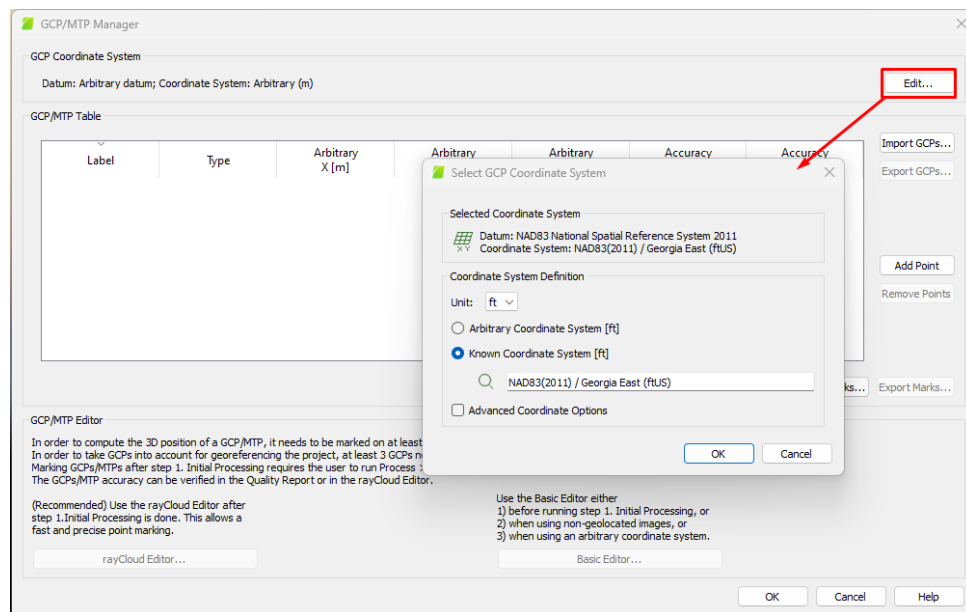 GCP/MTP Manager
GCP Coordinate System
Datum: Arbitrary datum; Coordinate System: Arbitrary (m)
Edit...
GCP/MTP Table
Label
Type
Arbitrary
X [m]
Arbitrary
Arbitrary
Accuracy
Accuracy
Import GCPs...
Export GCPs...
Select GCP Coordinate System
Selected Coordinate System
Datum: NAD83 National Spatial Reference System 2011
Coordinate System: NAD83(2011) / Georgia East (ftUS)
X Y
Coordinate System Definition
Unit: ft
Arbitrary Coordinate System [ft]
Known Coordinate System [ft]
NAD83(2011) / Georgia East (ftUS)
Advanced Coordinate Options
OK
Cancel
Add Point
Remove Points
ks...
Export Marks...
GCP/MTP Editor
In order to compute the 3D position of a GCP/MTP, it needs to be marked on at least
In order to take GCPs into account for georeferencing the project, at least 3 GCPs n
Marking GCPs/MTPs after step 1. Initial Processing requires the user to run Process >
The GCPs/MTP accuracy can be verified in the Quality Report or in the rayCloud Editor.
(Recommended) Use the rayCloud Editor after
step 1.Initial Processing is done. This allows a
fast and precise point marking.
rayCloud Editor...
Use the Basic Editor either
1) before running step 1. Initial Processing, or
2) when using non-geolocated images, or
3) when using an arbitrary coordinate system.
Basic Editor...
OK
Cancel
Help